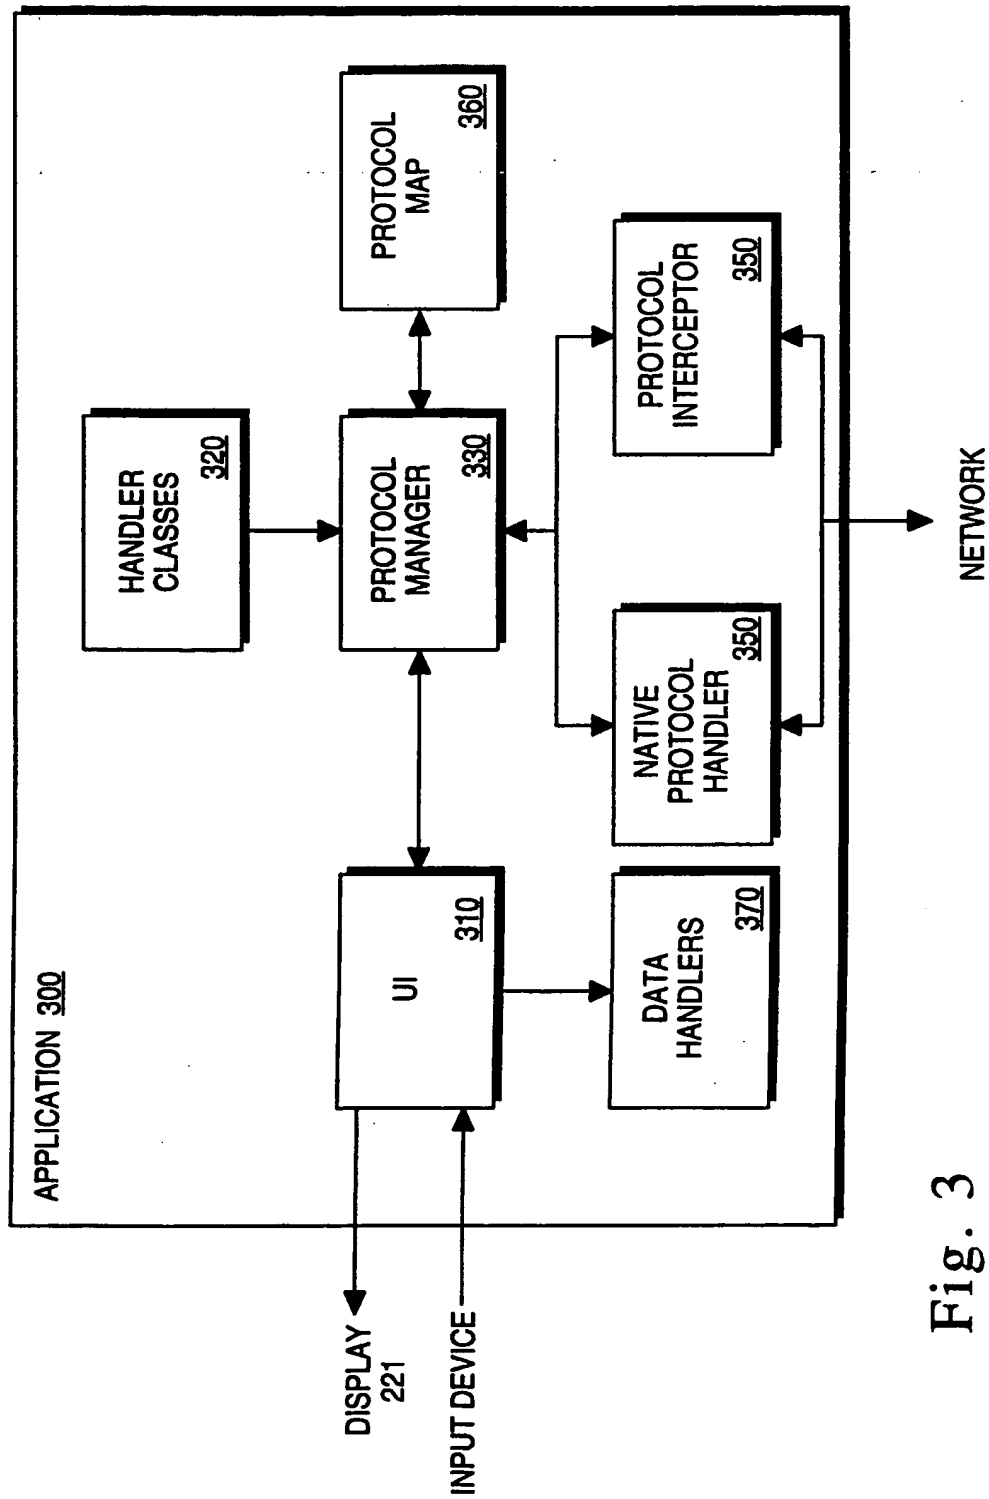 APPLICATION 300
HANDLER
CLASSES
320
DISPLAY
221
INPUT DEVICE
UI
310
PROTOCOL
MANAGER
330
PROTOCOL
MAP
360
DATA
HANDLERS
370
NATIVE
PROTOCOL
HANDLER
350
PROTOCOL
INTERCEPTOR
350
NETWORK
Fig. 3